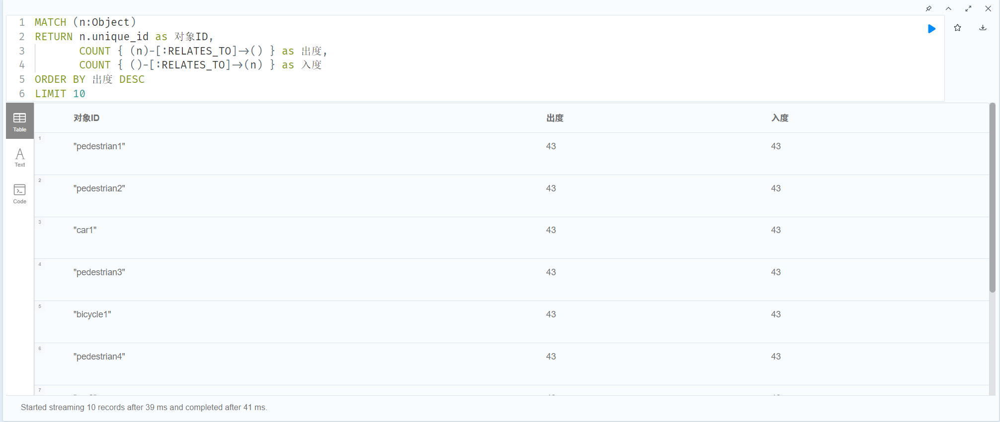 1 MATCH (n:Object)
2 RETURN n.unique_id as 对象ID,
3 COUNT { (n)-[:RELATES_TO]->() } as 出度,
4 COUNT { ()-[:RELATES_TO]->(n) } as 入度
5 ORDER BY 出度 DESC
6 LIMIT 10
对象ID 出度 入度
Table
1 "pedestrian1" 43 43
Text
2 "pedestrian2" 43 43
Code
3 "car1" 43 43
4 "pedestrian3" 43 43
5 "bicycle1" 43 43
6 "pedestrian4" 43 43
7
Started streaming 10 records after 39 ms and completed after 41 ms.